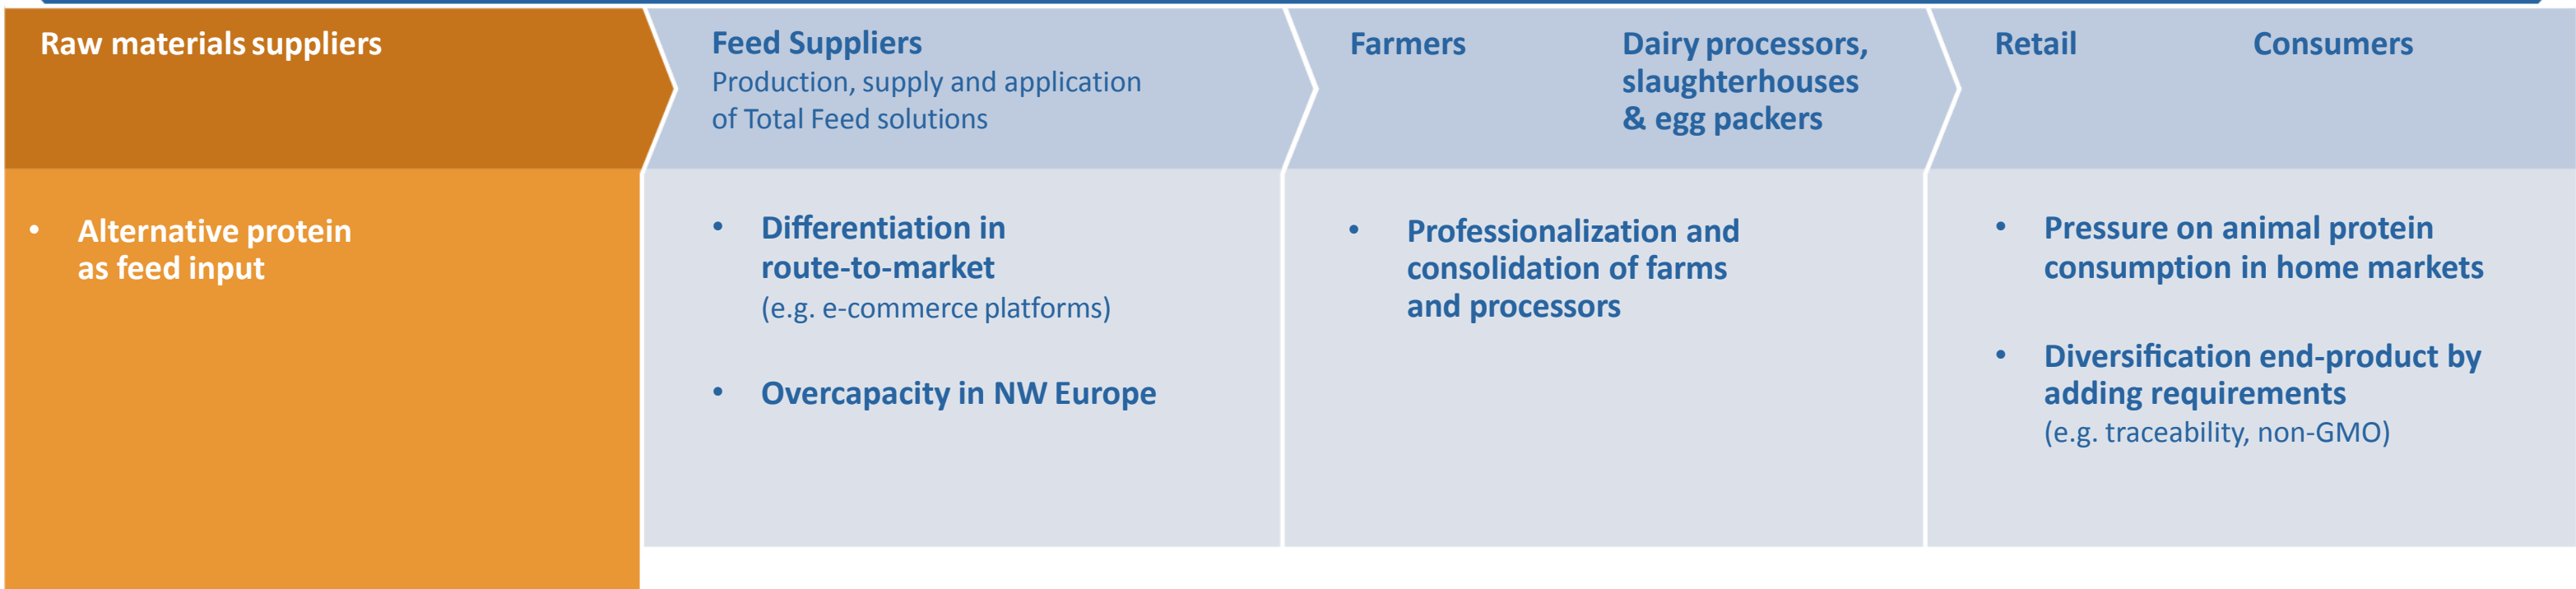 Raw materials suppliers
Feed Suppliers
Production, supply and application
of Total Feed solutions
Farmers
Dairy processors,
slaughterhouses
& egg packers
Retail
Consumers
• Alternative protein
as feed input
• Differentiation in
route-to-market
(e.g. e-commerce platforms)
• Overcapacity in NW Europe
• Professionalization and
consolidation of farms
and processors
• Pressure on animal protein
consumption in home markets
• Diversification end-product by
adding requirements
(e.g. traceability, non-GMO)